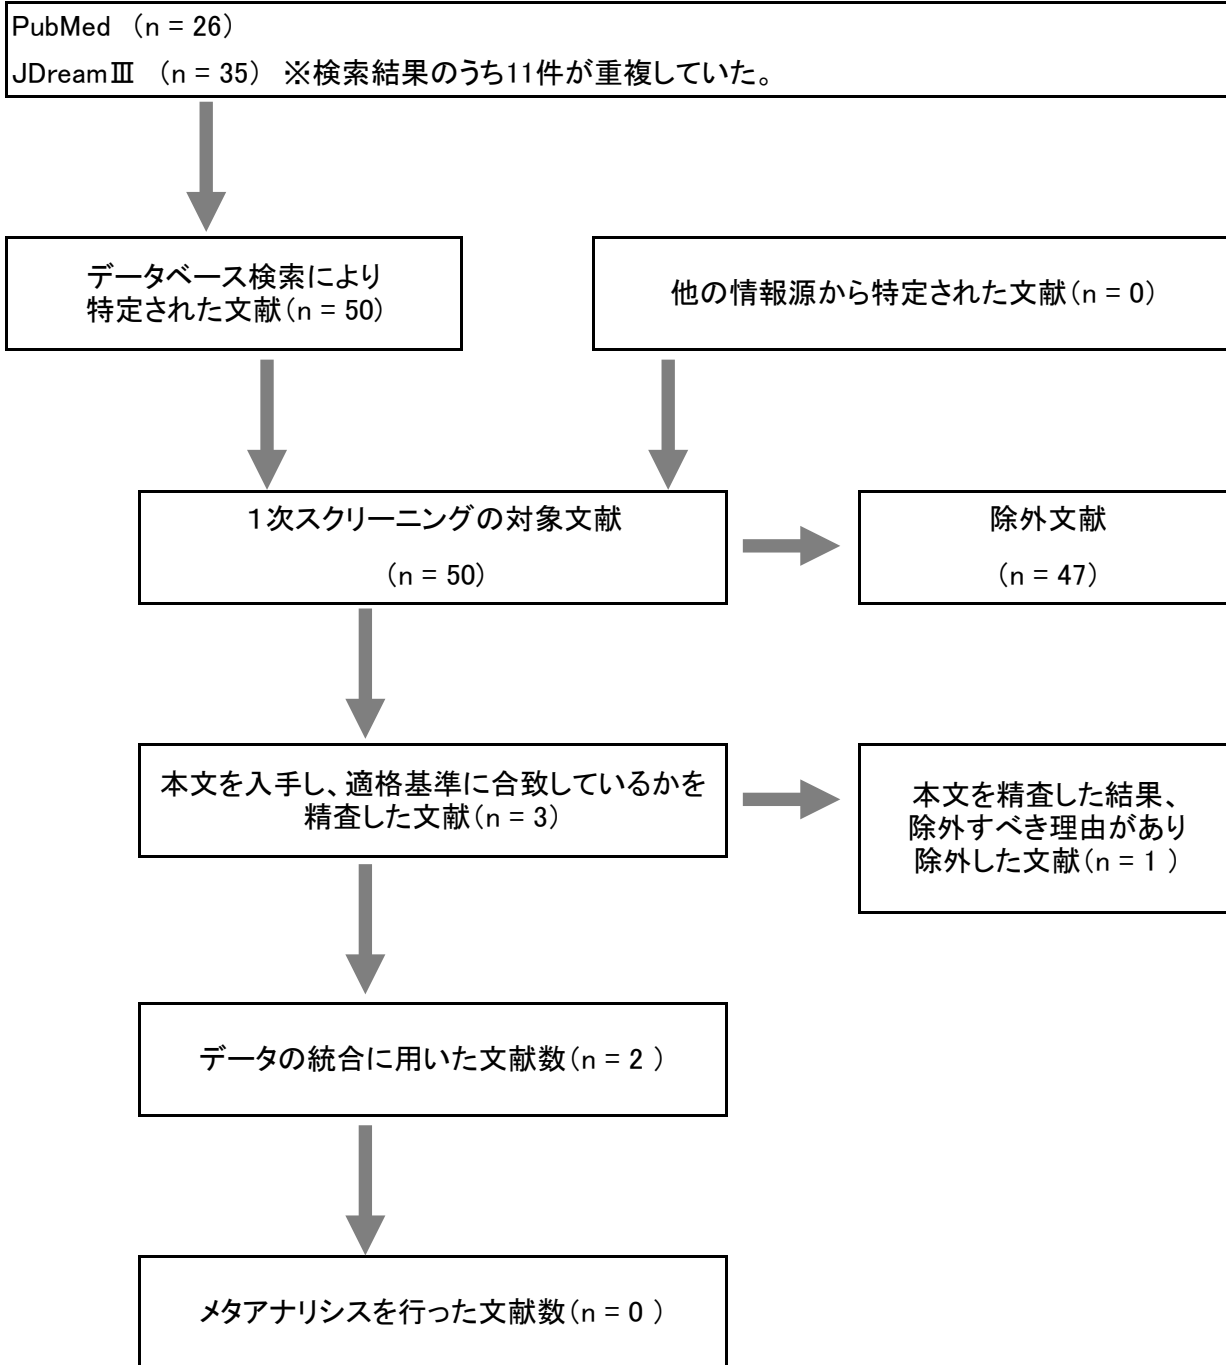 PubMed （n = 26）
JDreamⅢ （n = 35） ※検索結果のうち11件が重複していた。
データベース検索により
特定された文献（n = 50）
他の情報源から特定された文献（n = 0）
１次スクリーニングの対象文献
（n = 50）
除外文献
（n = 47）
本文を入手し、適格基準に合致しているかを
精査した文献（n = 3）
本文を精査した結果、
除外すべき理由があり
除外した文献（n = 1 ）
データの統合に用いた文献数（n = 2 ）
メタアナリシスを行った文献数（n = 0 ）